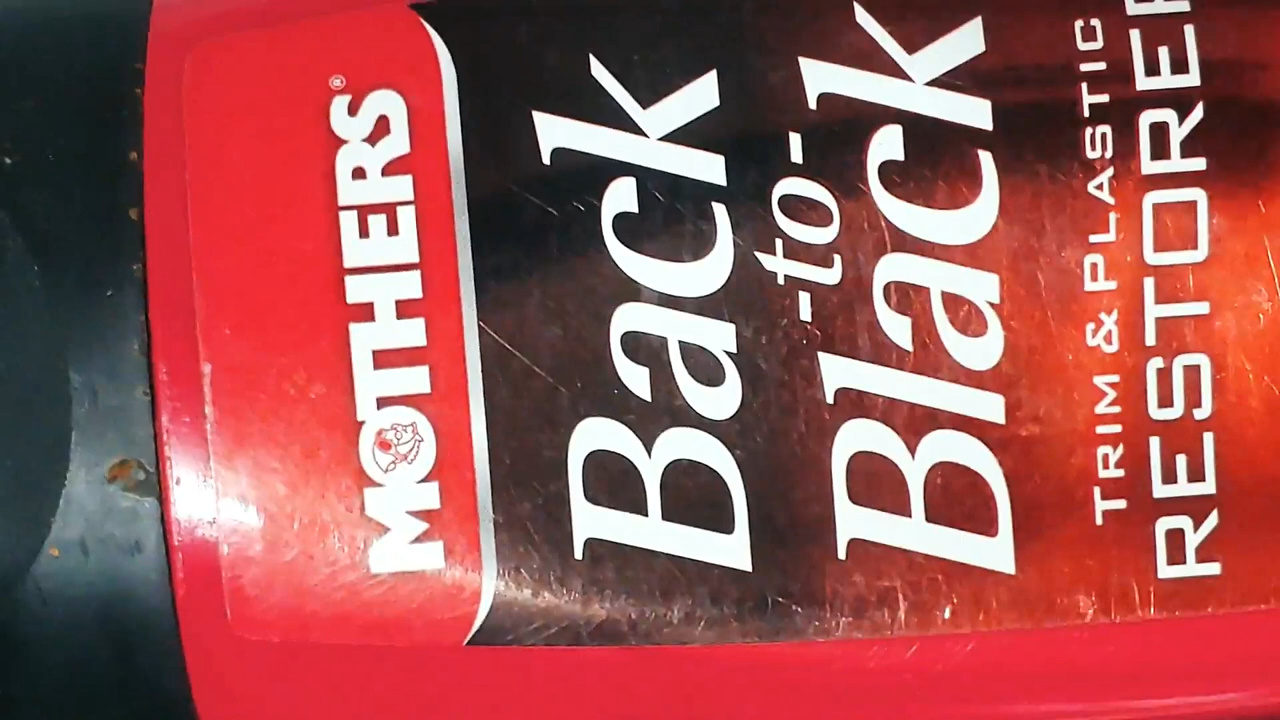 MOTHERS®
Back
-to-
Black
TRIM & PLASTIC
RESTORER